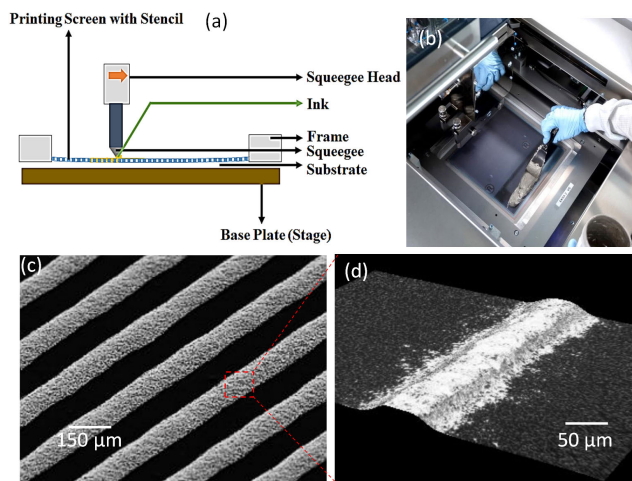 Printing Screen with Stencil
(a)
Squeegee Head
Ink
Frame
Squeegee
Substrate
Base Plate (Stage)
(b)
(c)
150 µm
(d)
50 µm